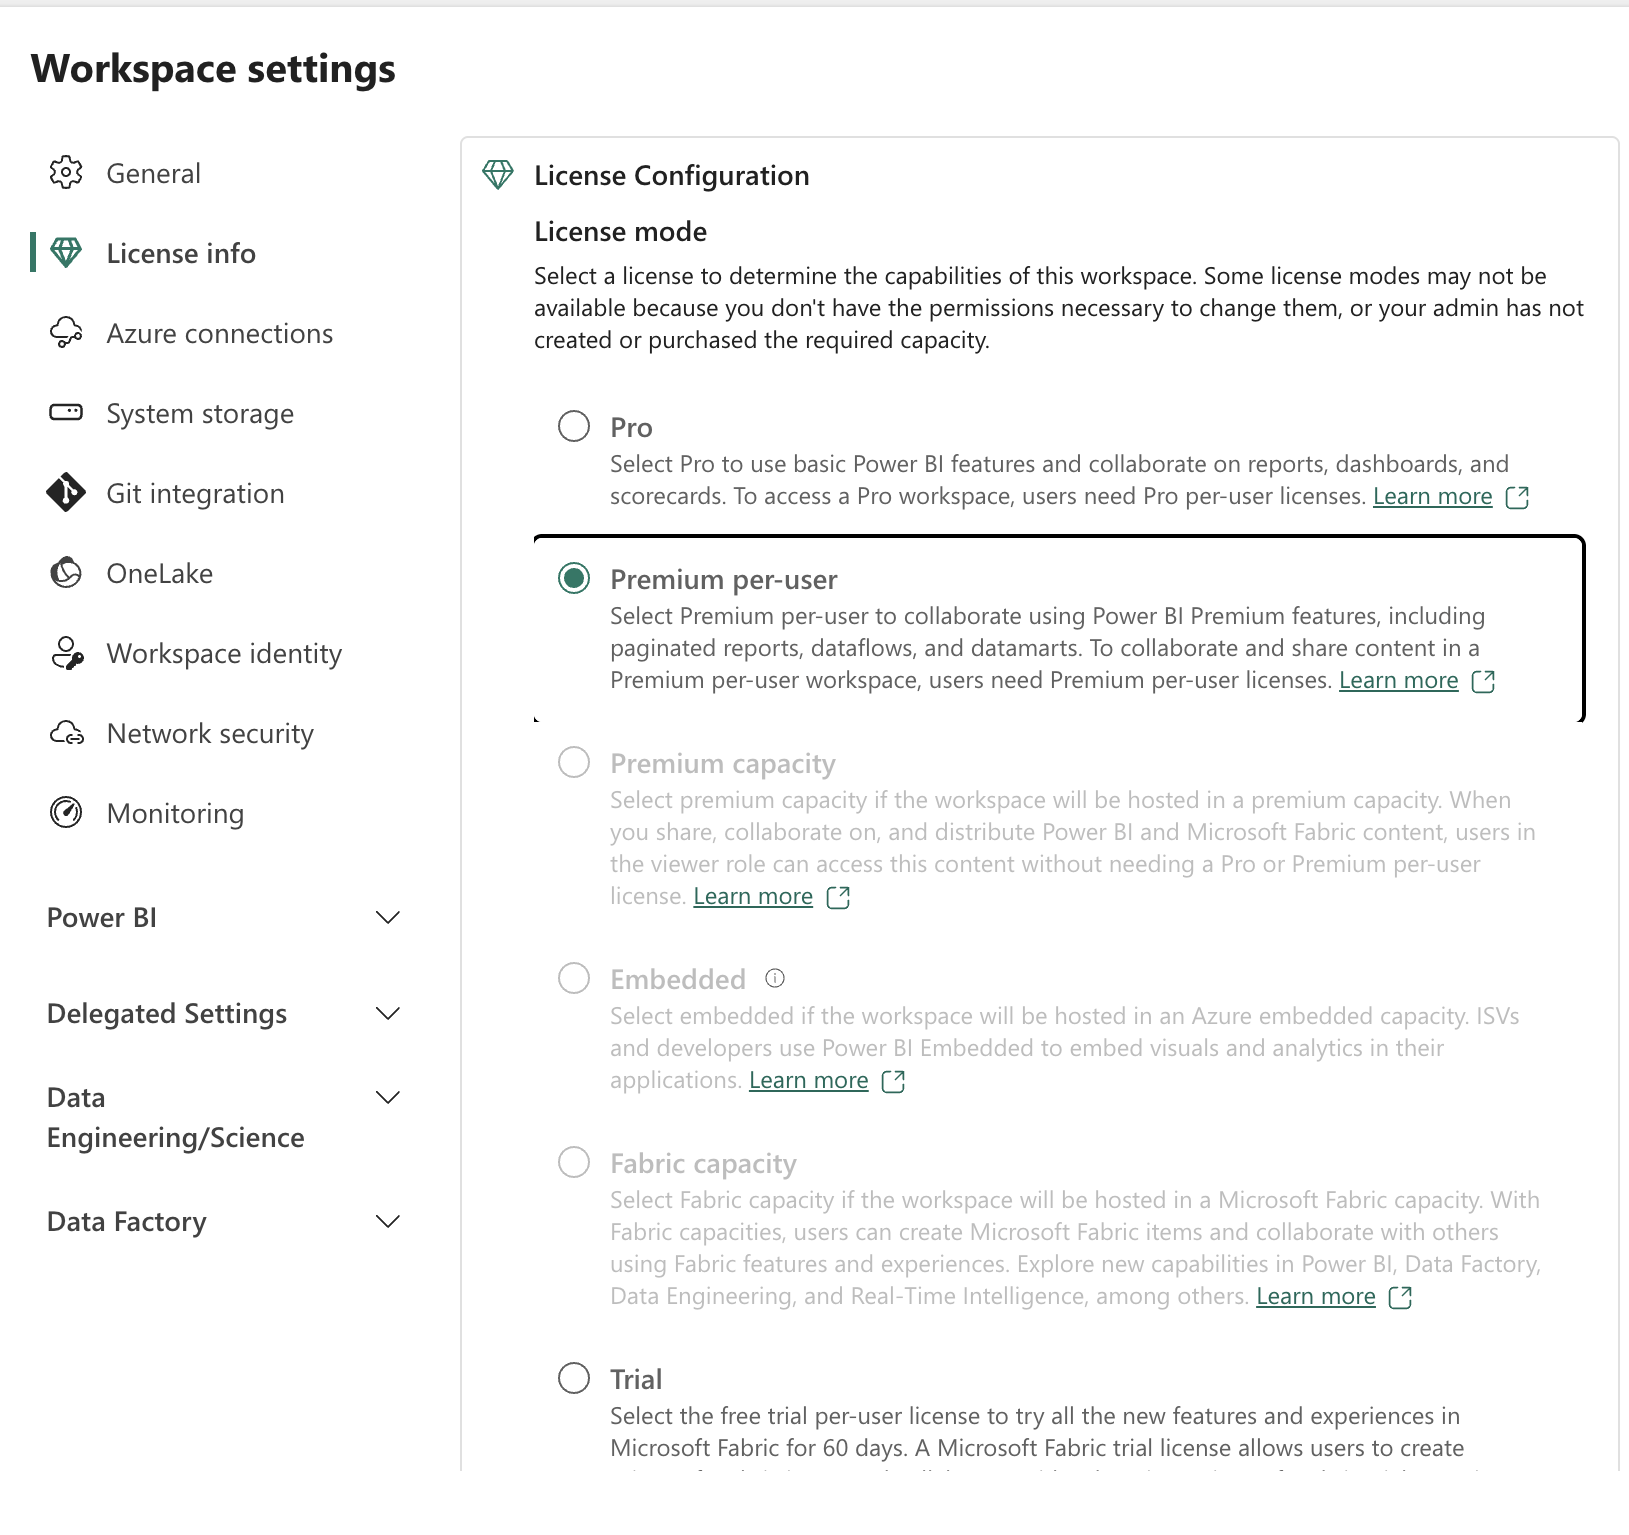 Workspace settings
General
License info
Azure connections
System storage
Git integration
OneLake
Workspace identity
Network security
Monitoring
Power BI
Delegated Settings
Data
Engineering/Science
Data Factory
License Configuration
License mode
Select a license to determine the capabilities of this workspace. Some license modes may not be
available because you don't have the permissions necessary to change them, or your admin has not
created or purchased the required capacity.
Pro
Select Pro to use basic Power BI features and collaborate on reports, dashboards, and
scorecards. To access a Pro workspace, users need Pro per-user licenses. Learn more
Premium per-user
Select Premium per-user to collaborate using Power BI Premium features, including
paginated reports, dataflows, and datamarts. To collaborate and share content in a
Premium per-user workspace, users need Premium per-user licenses. Learn more
Premium capacity
Select premium capacity if the workspace will be hosted in a premium capacity. When
you share, collaborate on, and distribute Power BI and Microsoft Fabric content, users in
the viewer role can access this content without needing a Pro or Premium per-user
license. Learn more
Embedded
Select embedded if the workspace will be hosted in an Azure embedded capacity. ISVs
and developers use Power BI Embedded to embed visuals and analytics in their
applications. Learn more
Fabric capacity
Select Fabric capacity if the workspace will be hosted in a Microsoft Fabric capacity. With
Fabric capacities, users can create Microsoft Fabric items and collaborate with others
using Fabric features and experiences. Explore new capabilities in Power BI, Data Factory,
Data Engineering, and Real-Time Intelligence, among others. Learn more
Trial
Select the free trial per-user license to try all the new features and experiences in
Microsoft Fabric for 60 days. A Microsoft Fabric trial license allows users to create